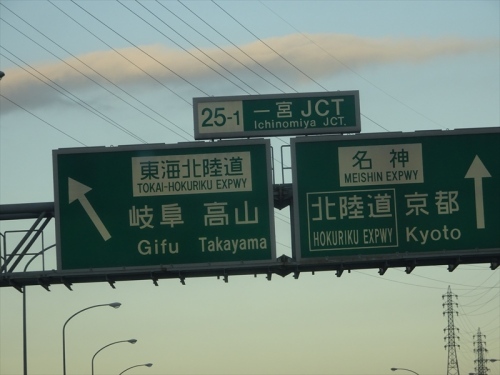 25-1 一宮 JCT
Ichinomiya JCT.
東海北陸道
TOKAI-HOKURIKU EXPWY
岐阜 高山
Gifu Takayama
名神
MEISHIN EXPWY
北陸道 京都
HOKURIKU EXPWY Kyoto